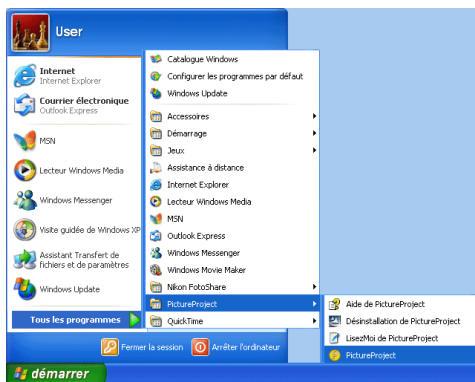 User
Internet
Internet Explorer
Courrier électronique
Outlook Express
MSN
Lecteur Windows Media
Windows Messenger
Visite guidée de Windows XP
Assistant Transfert de
fichiers et de paramètres
Windows Update
Tous les programmes
Catalogue Windows
Configurer les programmes par défaut
Windows Update
Accessoires
Démarrage
Jeux
Assistance à distance
Internet Explorer
Lecteur Windows Media
MSN
Outlook Express
Windows Messenger
Windows Movie Maker
Nikon FotoShare
PictureProject
QuickTime
Aide de PictureProject
Désinstallation de PictureProject
LisezMoi de PictureProject
PictureProject
Fermer la session
Arrêter l'ordinateur
démarrer